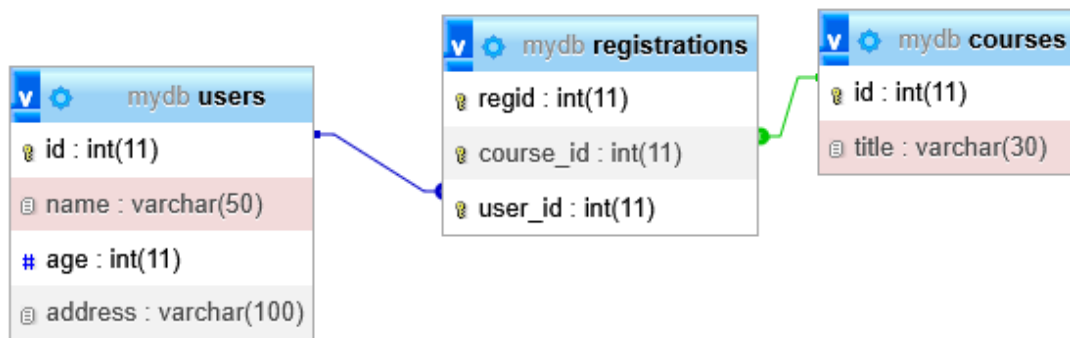 v mydb users
id : int(11)
name : varchar(50)
# age : int(11)
address : varchar(100)
v mydb registrations
regid : int(11)
course_id : int(11)
user_id : int(11)
v mydb courses
id : int(11)
title : varchar(30)